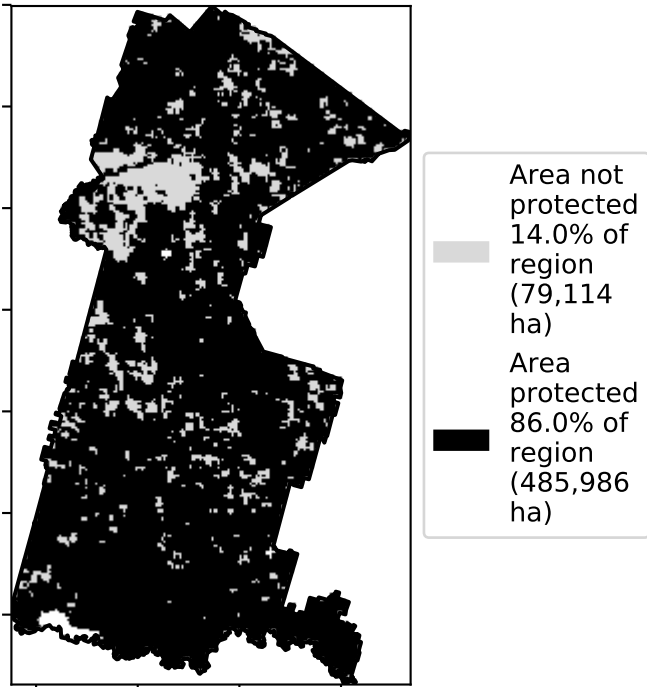 Area not
protected
14.0% of
region
(79,114
ha)
Area
protected
86.0% of
region
(485,986
ha)